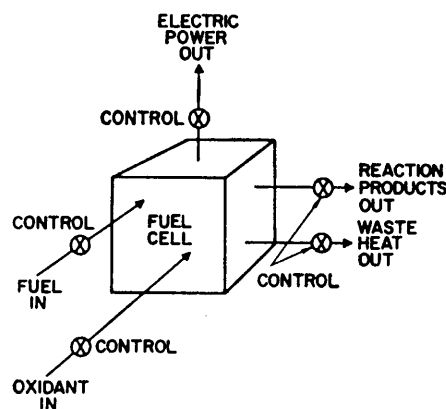 ELECTRIC
POWER
OUT
CONTROL
REACTION
PRODUCTS
OUT
CONTROL
FUEL
CELL
WASTE
HEAT
OUT
FUEL
IN
CONTROL
CONTROL
OXIDANT
IN